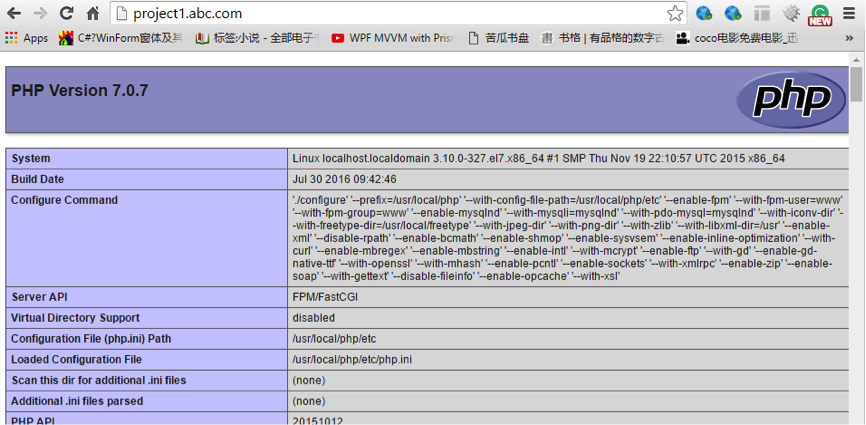 project1.abc.com
NEW
Apps C#?WinForm窗体及其 标签:小说 - 全部电子 WPF MVVM with Pris 苦瓜书盘 书格 | 有品格的数字古 coco电影免费电影_迅 »
PHP Version 7.0.7
php
System Linux localhost.localdomain 3.10.0-327.el7.x86_64 #1 SMP Thu Nov 19 22:10:57 UTC 2015 x86_64
Build Date Jul 30 2016 09:42:46
Configure Command './configure' '--prefix=/usr/local/php' '--with-config-file-path=/usr/local/php/etc' '--enable-fpm' '--with-fpm-user=www'
'--with-fpm-group=www' '--enable-mysqlnd' '--with-mysqli=mysqlnd' '--with-pdo-mysql=mysqlnd' '--with-iconv-dir' '-
-with-freetype-dir=/usr/local/freetype' '--with-jpeg-dir' '--with-png-dir' '--with-zlib' '--with-libxml-dir=/usr' '--enable-
xml' '--disable-rpath' '--enable-bcmath' '--enable-shmop' '--enable-sysvsem' '--enable-inline-optimization' '--with-
curl' '--enable-mbregex' '--enable-mbstring' '--enable-intl' '--with-mcrypt' '--enable-ftp' '--with-gd' '--enable-gd-
native-ttf' '--with-openssl' '--with-mhash' '--enable-pcntl' '--enable-sockets' '--with-xmlrpc' '--enable-zip' '--enable-
soap' '--with-gettext' '--disable-fileinfo' '--enable-opcache' '--with-xsl'
Server API FPM/FastCGI
Virtual Directory Support disabled
Configuration File (php.ini) Path /usr/local/php/etc
Loaded Configuration File /usr/local/php/etc/php.ini
Scan this dir for additional .ini files (none)
Additional .ini files parsed (none)
PHP API 20151012